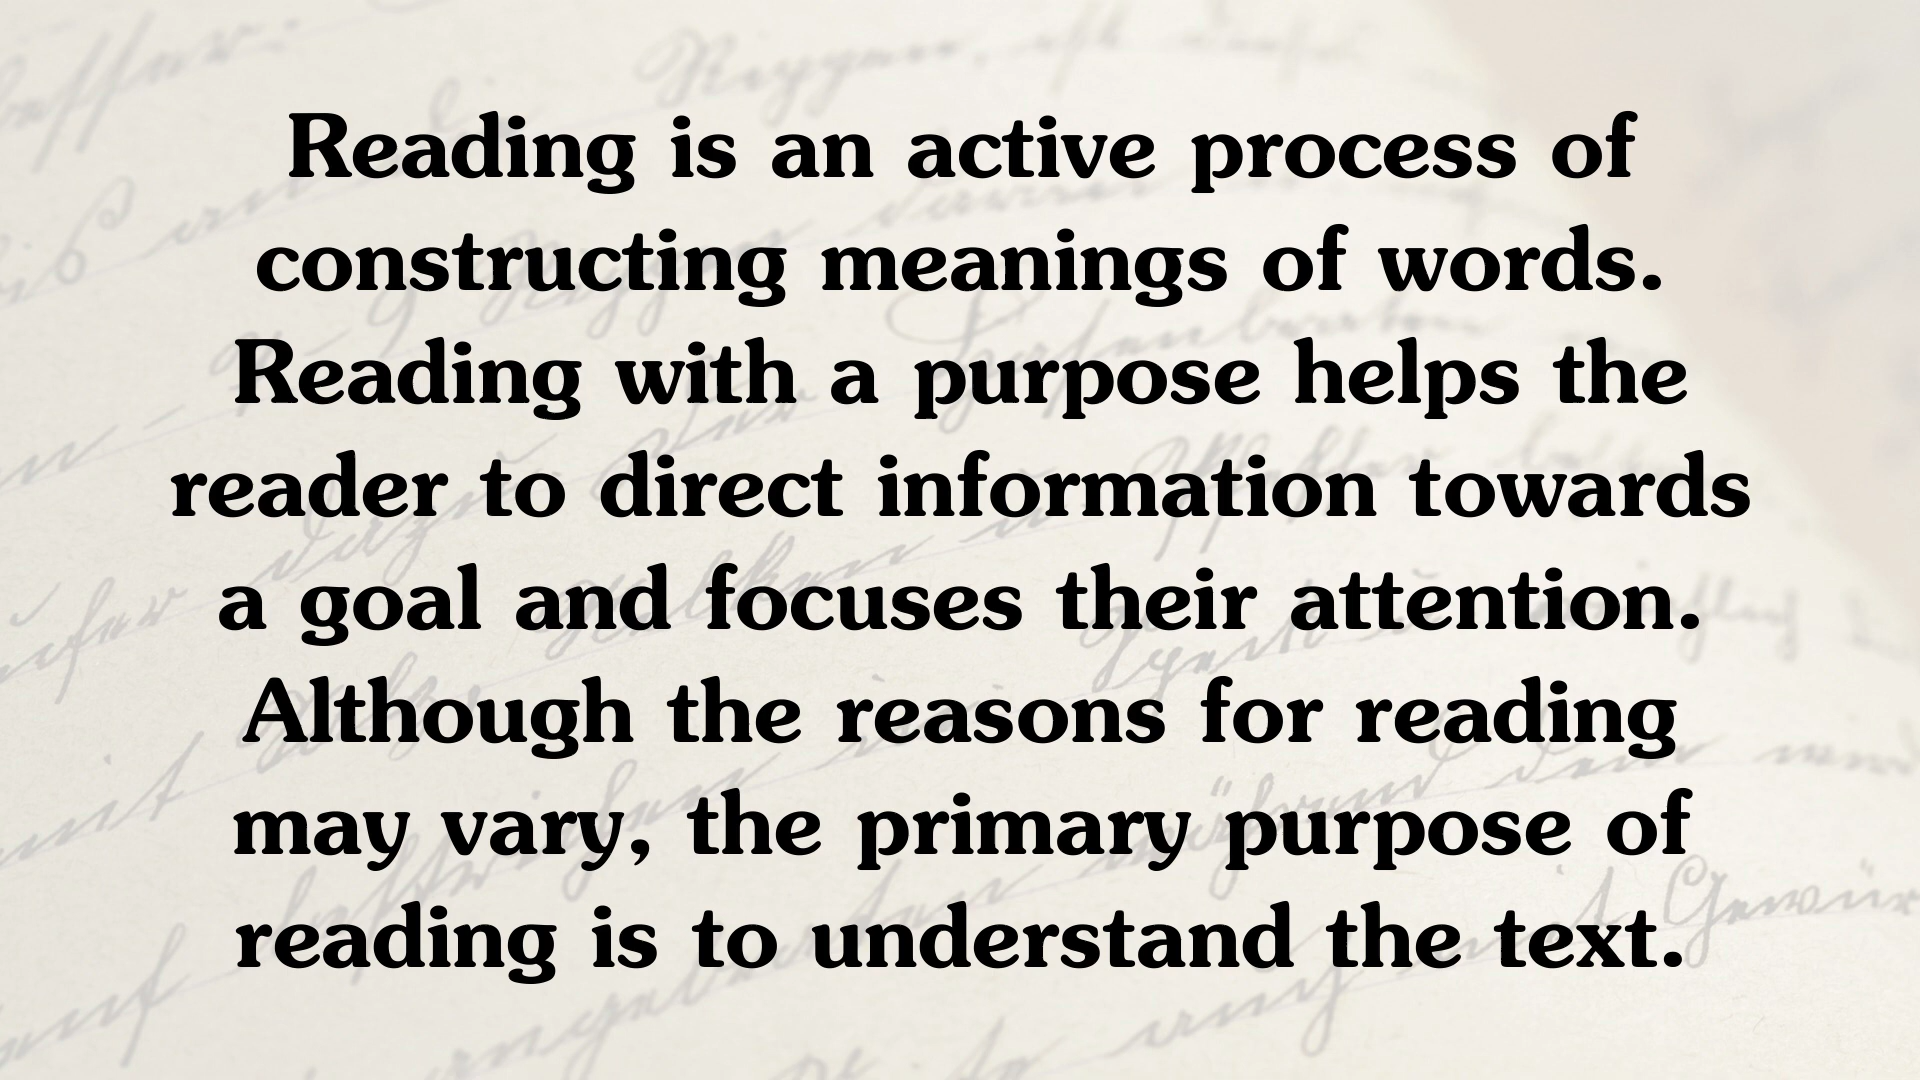 Reading is an active process of
constructing meanings of words.
Reading with a purpose helps the
reader to direct information towards
a goal and focuses their attention.
Although the reasons for reading
may vary, the primary purpose of
reading is to understand the text.